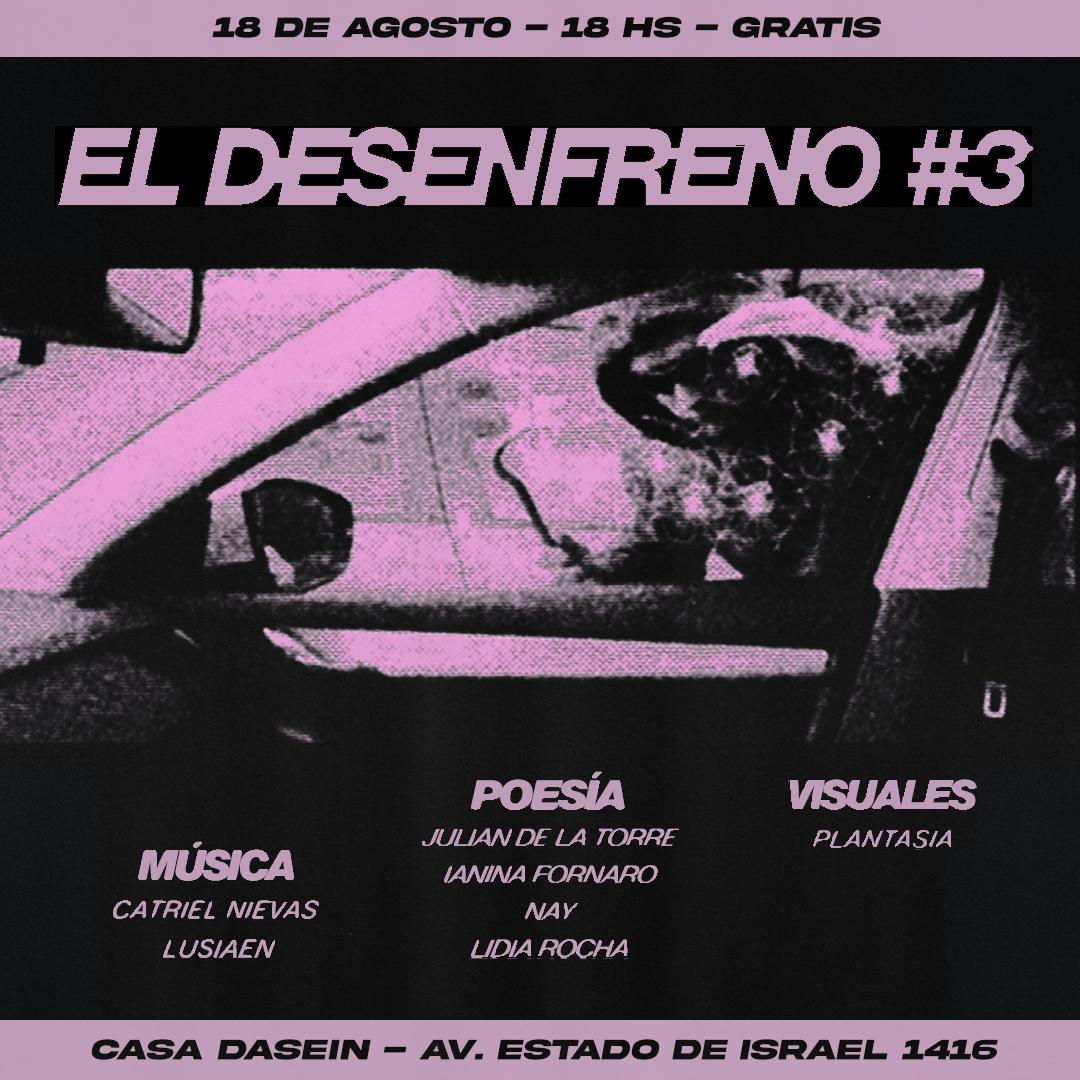 18 DE AGOSTO – 18 HS – GRATIS
EL DESENFRENO #3
MÚSICA
CATRIEL NIEVAS
LUSIAEN
POESÍA
JULIAN DE LA TORRE
IANINA FORNARO
NAY
LIDIA ROCHA
VISUALES
PLANTASIA
CASA DASEIN – AV. ESTADO DE ISRAEL 1416